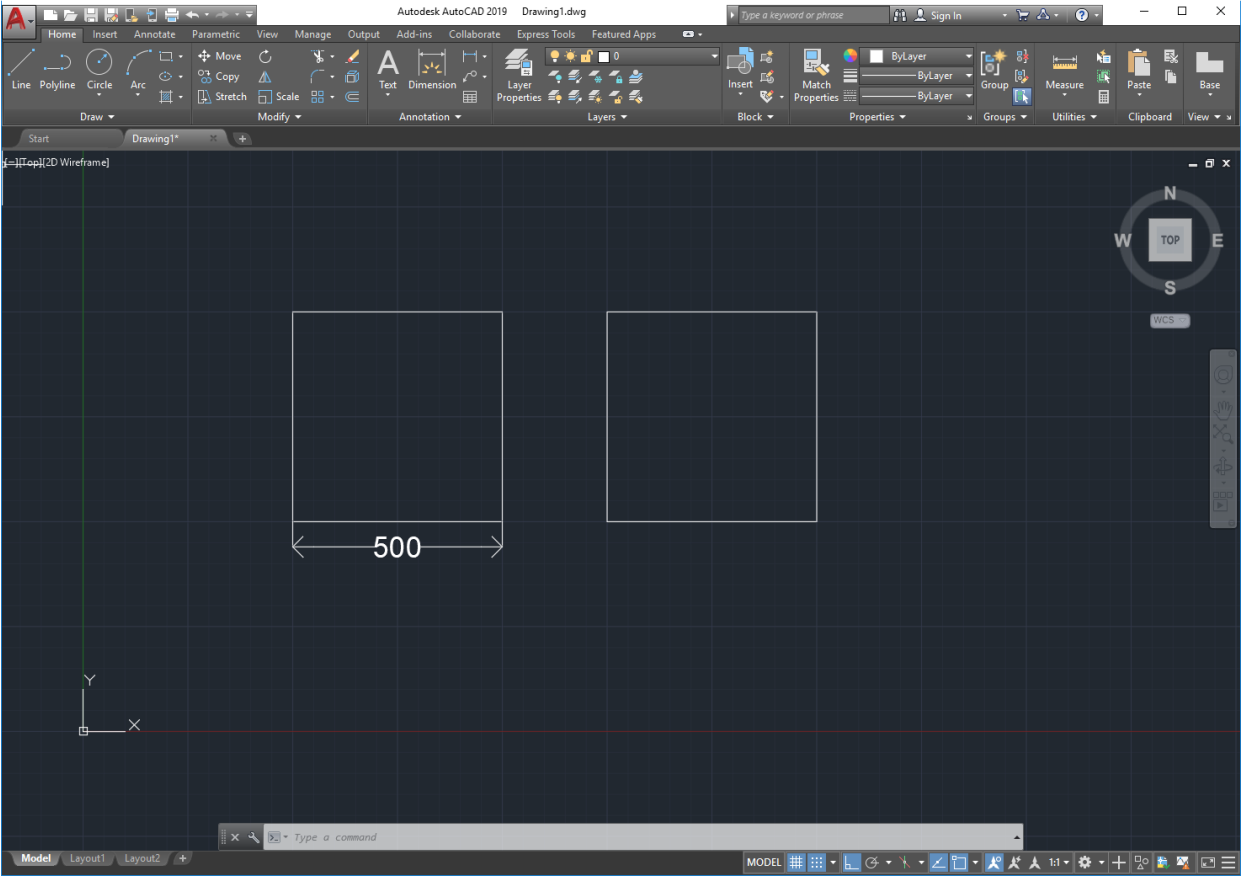 Autodesk AutoCAD 2019 Drawing1.dwg
Type a keyword or phrase
Sign In
Home Insert Annotate Parametric View Manage Output Add-ins Collaborate Express Tools Featured Apps
Line Polyline Circle Arc
Move
Copy
Stretch
Scale
Text Dimension
Layer Properties
0
Insert
Match Properties
ByLayer
ByLayer
ByLayer
Group
Measure
Paste
Base
Draw Modify Annotation Layers Block Properties Groups Utilities Clipboard View
Start Drawing1*
[−][Top][2D Wireframe]
N
W TOP E
S
WCS
500
Y
X
Type a command
Model Layout1 Layout2
MODEL 1:1